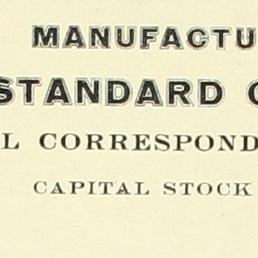 MANUFACTU
STANDARD
L CORRESPOND
CAPITAL STOCK